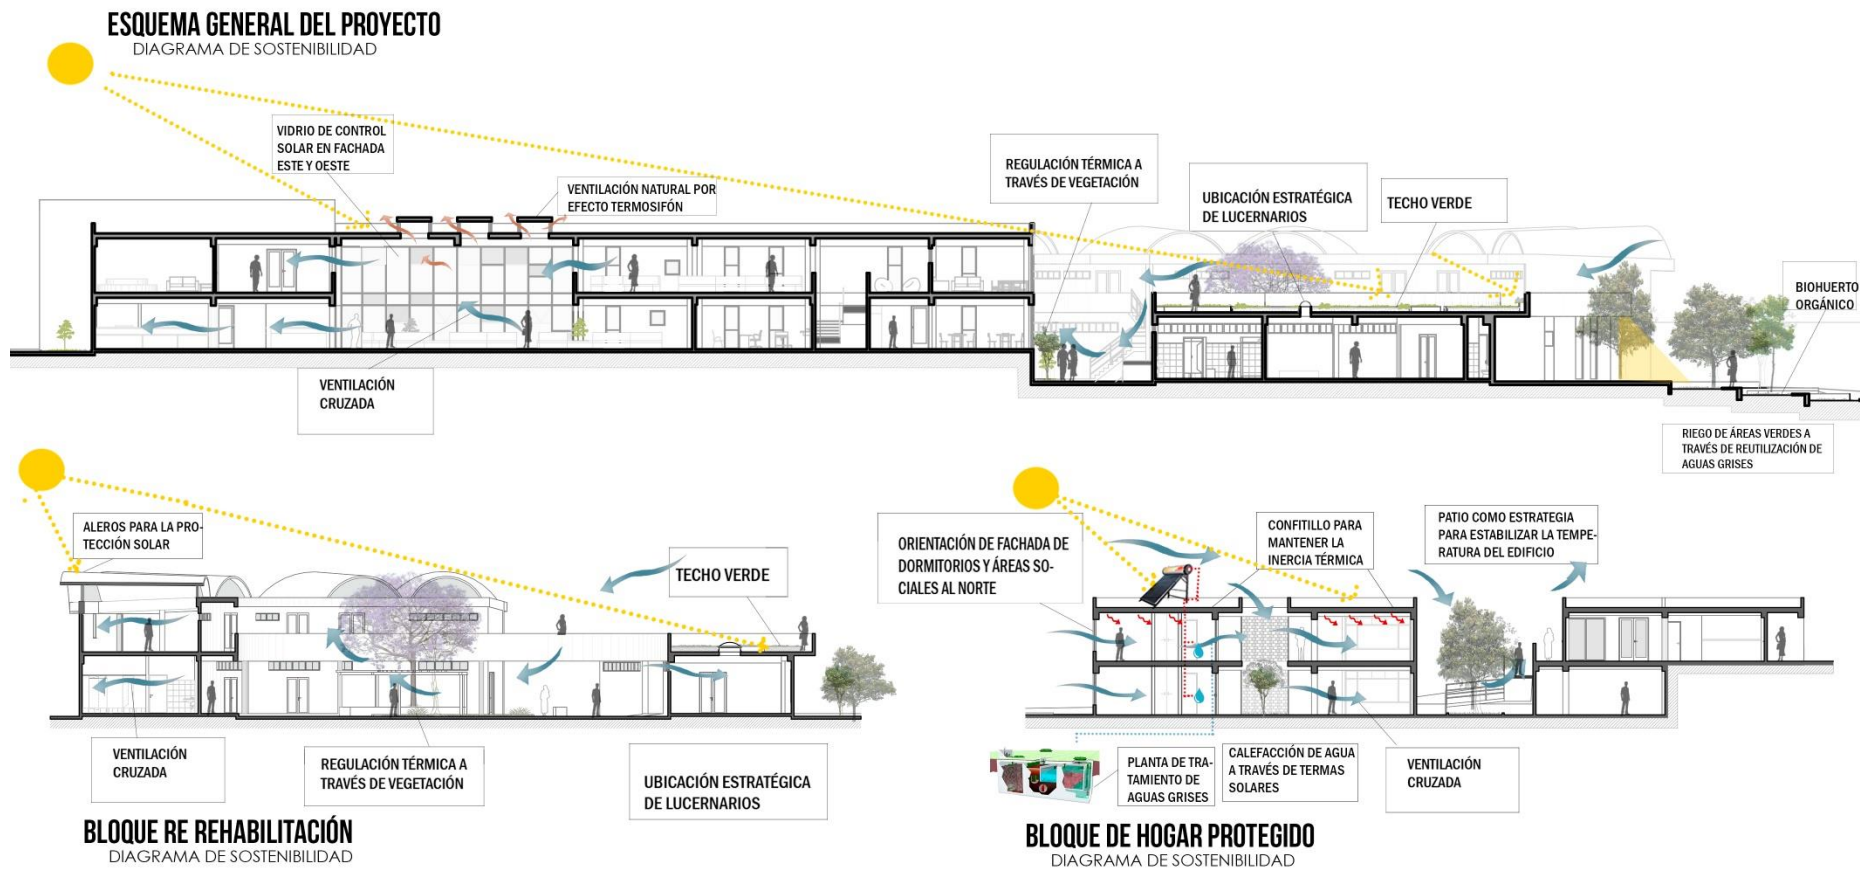 ESQUEMA GENERAL DEL PROYECTO
DIAGRAMA DE SOSTENIBILIDAD
VIDRIO DE CONTROL
SOLAR EN FACHADA
ESTE Y OESTE
VENTILACIÓN NATURAL POR
EFECTO TERMOSIFÓN
REGULACIÓN TÉRMICA A
TRAVÉS DE VEGETACIÓN
UBICACIÓN ESTRATÉGICA
DE LUCERNARIOS
TECHO VERDE
BIOHUERTO
ORGÁNICO
VENTILACIÓN
CRUZADA
RIEGO DE ÁREAS VERDES A
TRAVÉS DE REUTILIZACIÓN DE
AGUAS GRISES
ALEROS PARA LA PRO-
TECCIÓN SOLAR
TECHO VERDE
VENTILACIÓN
CRUZADA
REGULACIÓN TÉRMICA A
TRAVÉS DE VEGETACIÓN
UBICACIÓN ESTRATÉGICA
DE LUCERNARIOS
BLOQUE RE REHABILITACIÓN
DIAGRAMA DE SOSTENIBILIDAD
ORIENTACIÓN DE FACHADA DE
DORMITORIOS Y ÁREAS SO-
CIALES AL NORTE
CONFITILLO PARA
MANTENER LA
INERCIA TÉRMICA
PATIO COMO ESTRATEGIA
PARA ESTABILIZAR LA TEMPE-
RATURA DEL EDIFICIO
PLANTA DE TRA-
TAMIENTO DE
AGUAS GRISES
CALEFACCIÓN DE AGUA
A TRAVÉS DE TERMAS
SOLARES
VENTILACIÓN
CRUZADA
BLOQUE DE HOGAR PROTEGIDO
DIAGRAMA DE SOSTENIBILIDAD